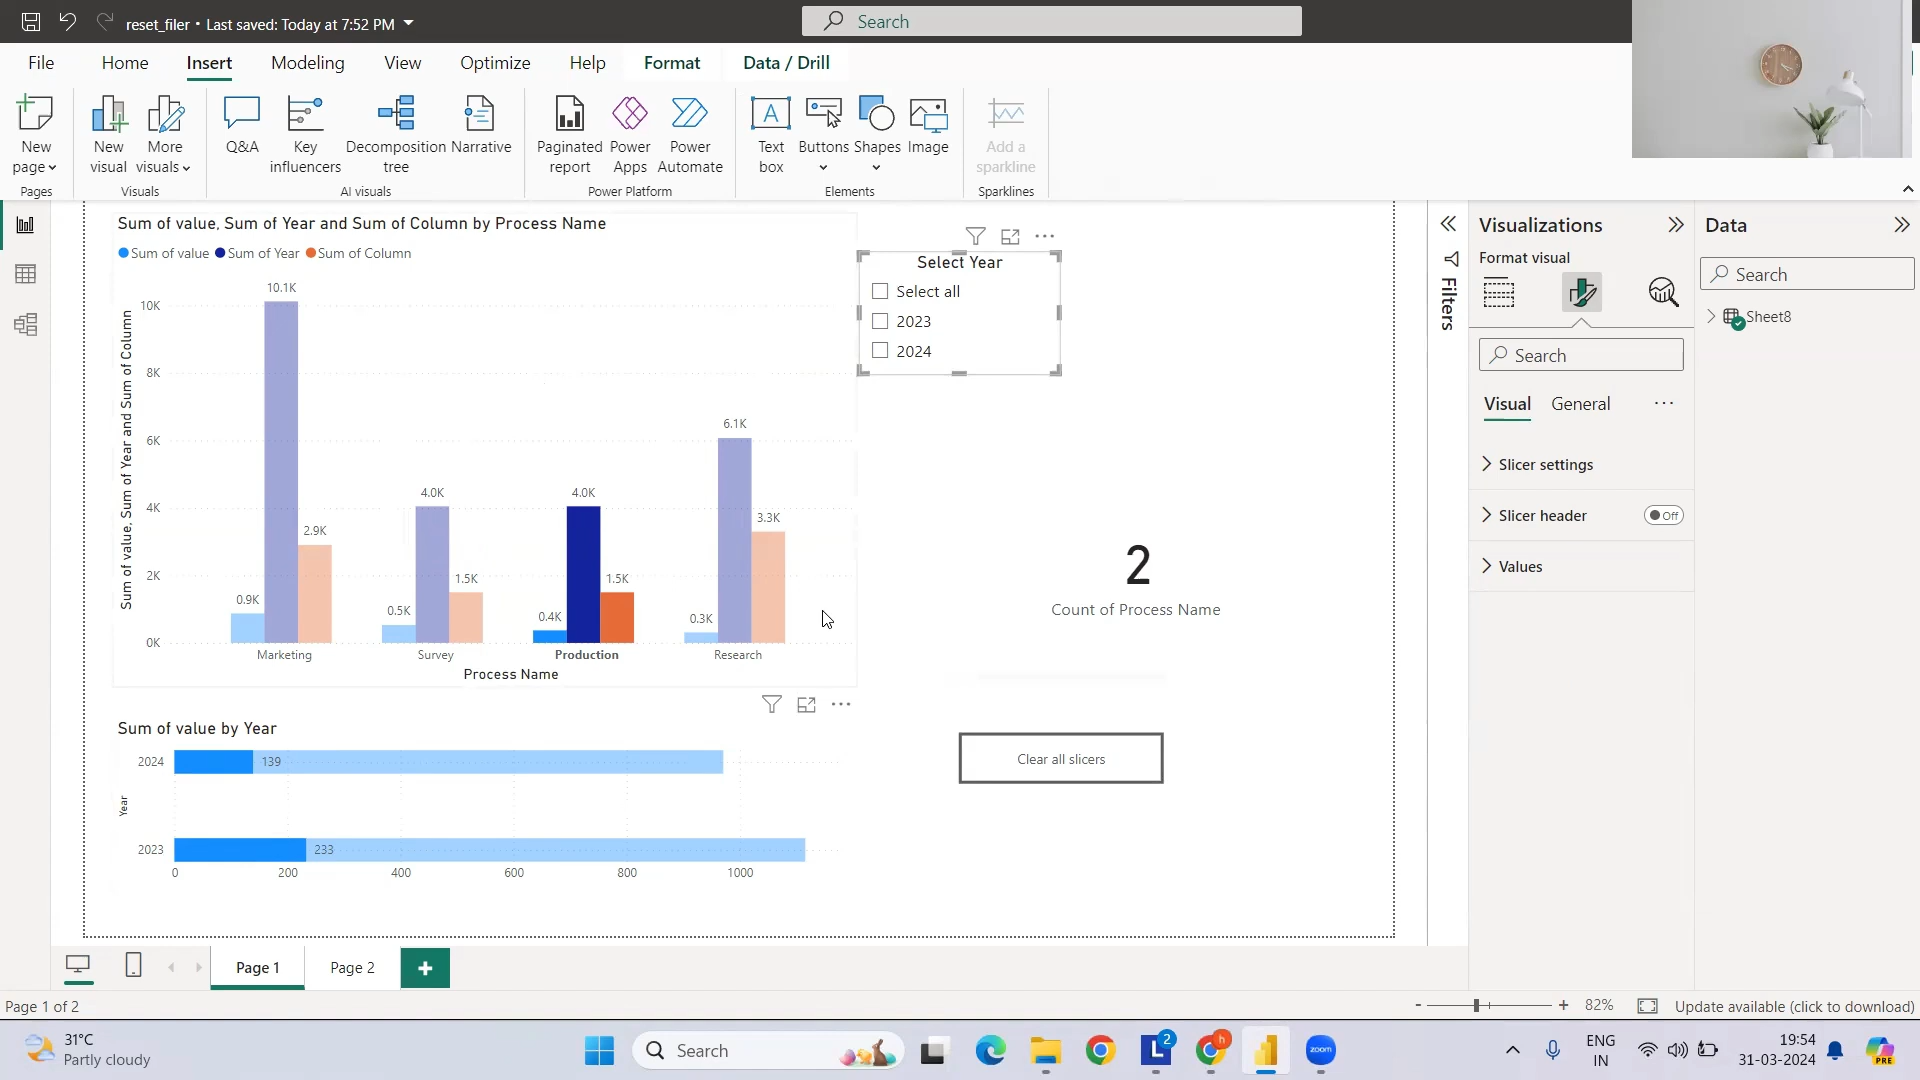 reset_filer • Last saved: Today at 7:52 PM
Search
File Home Insert Modeling View Optimize Help Format Data / Drill
New page
Pages
New visual
More visuals
Visuals
Q&A
Key influencers
Decomposition tree
Narrative
AI visuals
Paginated report
Power Apps
Power Automate
Power Platform
Text box
Buttons
Shapes
Image
Elements
Add a sparkline
Sparklines
Sum of value, Sum of Year and Sum of Column by Process Name
Sum of value Sum of Year Sum of Column
Sum of value, Sum of Year and Sum of Column
10K
8K
6K
4K
2K
0K
0.9K 10.1K 2.9K
0.5K 4.0K 1.5K
0.4K 4.0K 1.5K
0.3K 6.1K 3.3K
Marketing Survey Production Research
Process Name
Select Year
Select all
2023
2024
2
Count of Process Name
Clear all slicers
Sum of value by Year
Year
2024 139
2023 233
0 200 400 600 800 1000
Filters
Visualizations
Format visual
Search
Visual General
Slicer settings
Slicer header Off
Values
Data
Search
Sheet8
Page 1 Page 2
Page 1 of 2
- + 82%
Update available (click to download)
31°C
Partly cloudy
Search
L 2
h
zoom
ENG
IN
19:54
31-03-2024
PRE